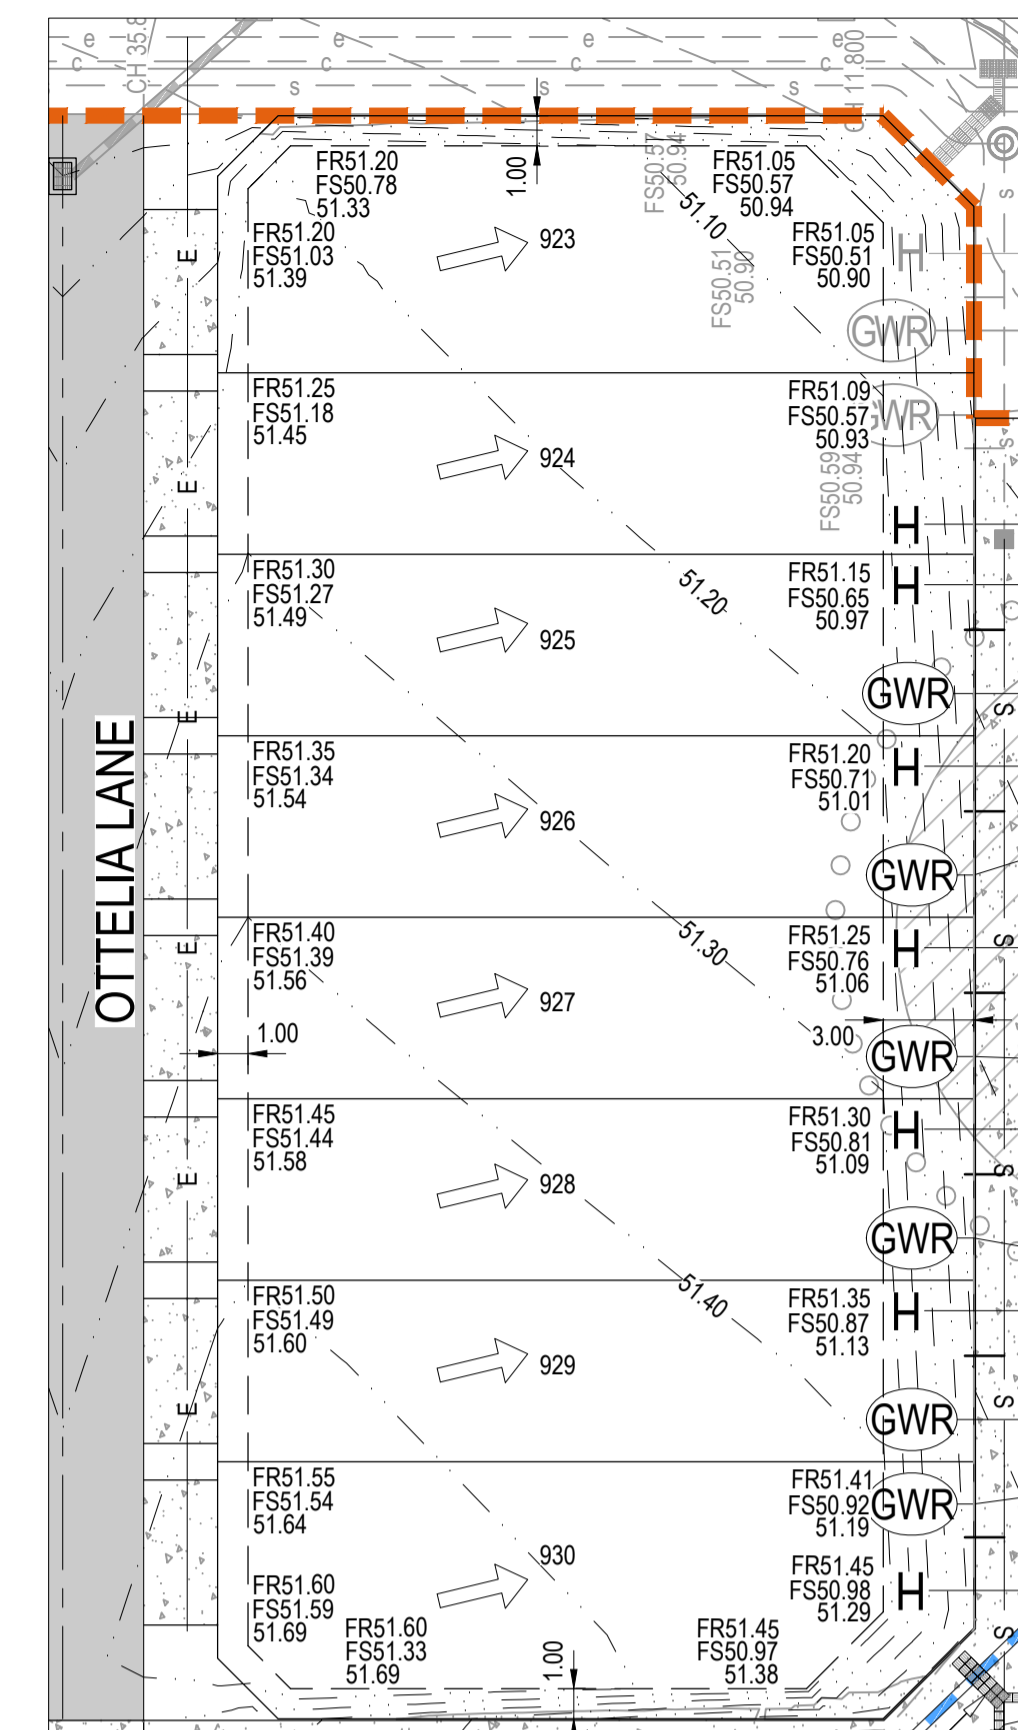 e
e
e
e
CH 35.8
CH 11.800
c
c
c
c
s
s
s
s
1.00
FR51.20
FS50.78
51.33
FS50.57
50.94
FR51.05
FS50.57
50.94
51.10
FR51.20
FS51.03
51.39
923
FR51.05
FS50.51
50.90
FS50.51
50.90
E
H
GWR
FR51.25
FS51.18
51.45
FR51.09
FS50.57
50.93
GWR
924
s
FS50.59
50.94
E
H
FR51.30
FS51.27
51.49
51.20
FR51.15
FS50.65
50.97
H
925
GWR
S
E
OTTELIA LANE
FR51.35
FS51.34
51.54
FR51.20
FS50.71
51.01
H
926
GWR
FR51.40
FS51.39
51.56
51.30
FR51.25
FS50.76
51.06
H
S
E
927
1.00
3.00
GWR
FR51.45
FS51.44
51.58
FR51.30
FS50.81
51.09
H
E
928
S
GWR
FR51.50
FS51.49
51.60
51.40
FR51.35
FS50.87
51.13
H
929
E
GWR
S
FR51.55
FS51.54
51.64
FR51.41
FS50.92
51.19
GWR
930
FR51.60
FS51.59
51.69
FR51.45
FS50.98
51.29
H
FR51.60
FS51.33
51.69
1.00
FR51.45
FS50.97
51.38
S